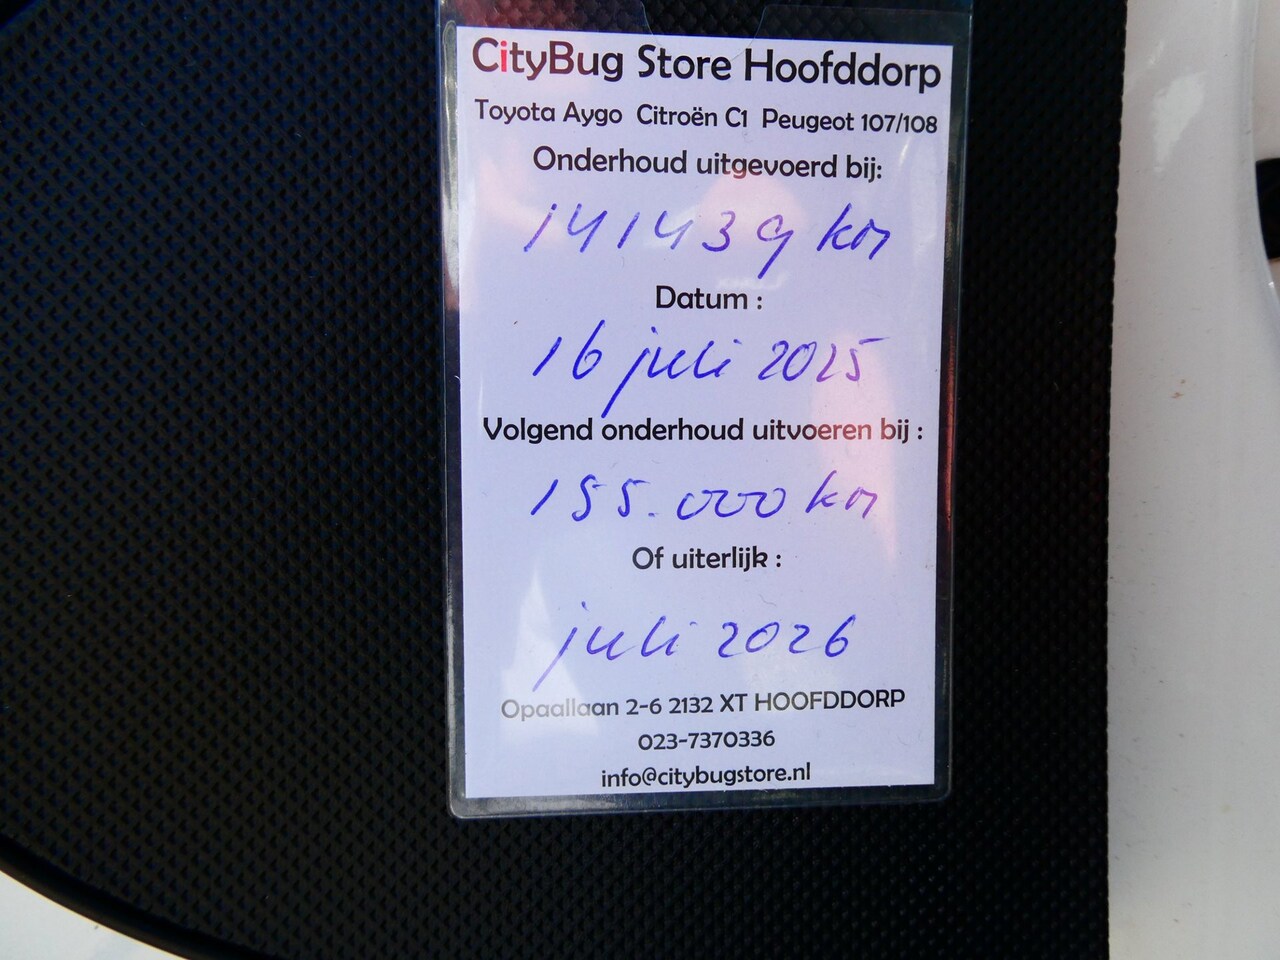 CityBug Store Hoofddorp
Toyota Aygo Citroën C1 Peugeot 107/108
Onderhoud uitgevoerd bij:
141439 km
Datum :
16 juli 2025
Volgend onderhoud uitvoeren bij :
155.000 km
Of uiterlijk :
juli 2026
Opaallaan 2-6 2132 XT HOOFDDORP
023-7370336
info@citybugstore.nl